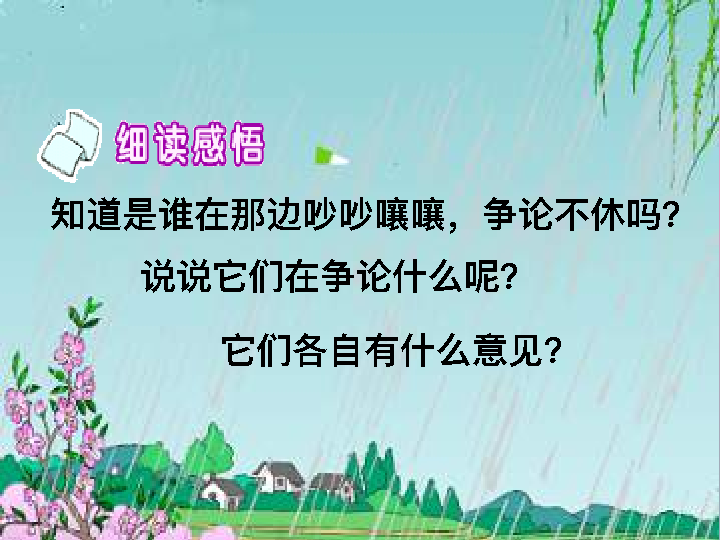 细读感悟
知道是谁在那边吵吵嚷嚷，争论不休吗?
说说它们在争论什么呢?
它们各自有什么意见?